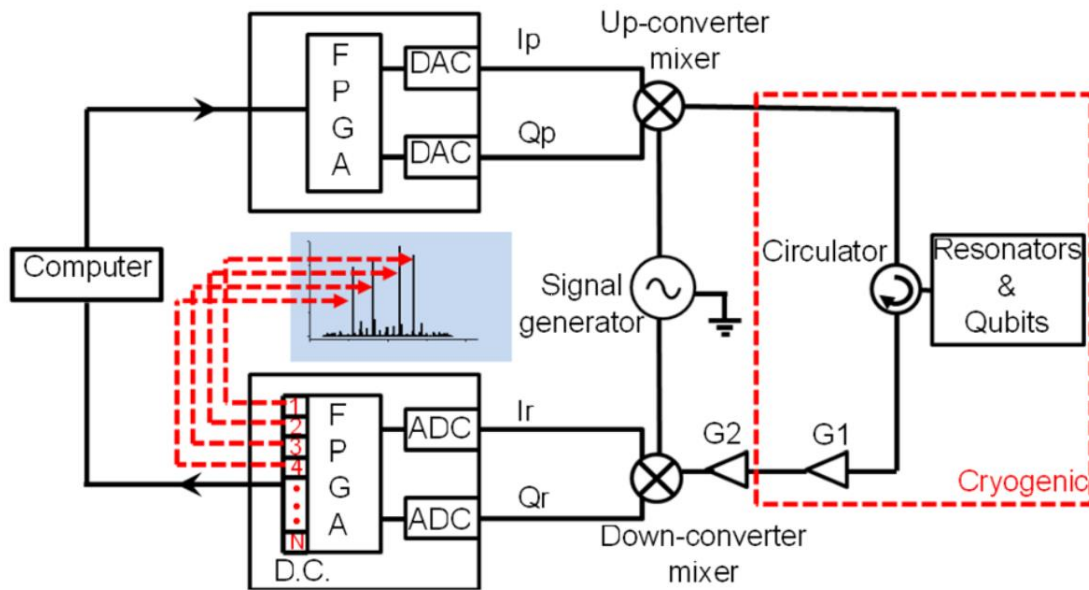 Ip
Up-converter
mixer
F
P
G
A
DAC
Qp
DAC
Computer
Circulator
Resonators
&
Qubits
Signal
generator
1
2
3
4
N
F
P
G
A
D.C.
ADC
Ir
ADC
Qr
G2
G1
Cryogenic
Down-converter
mixer